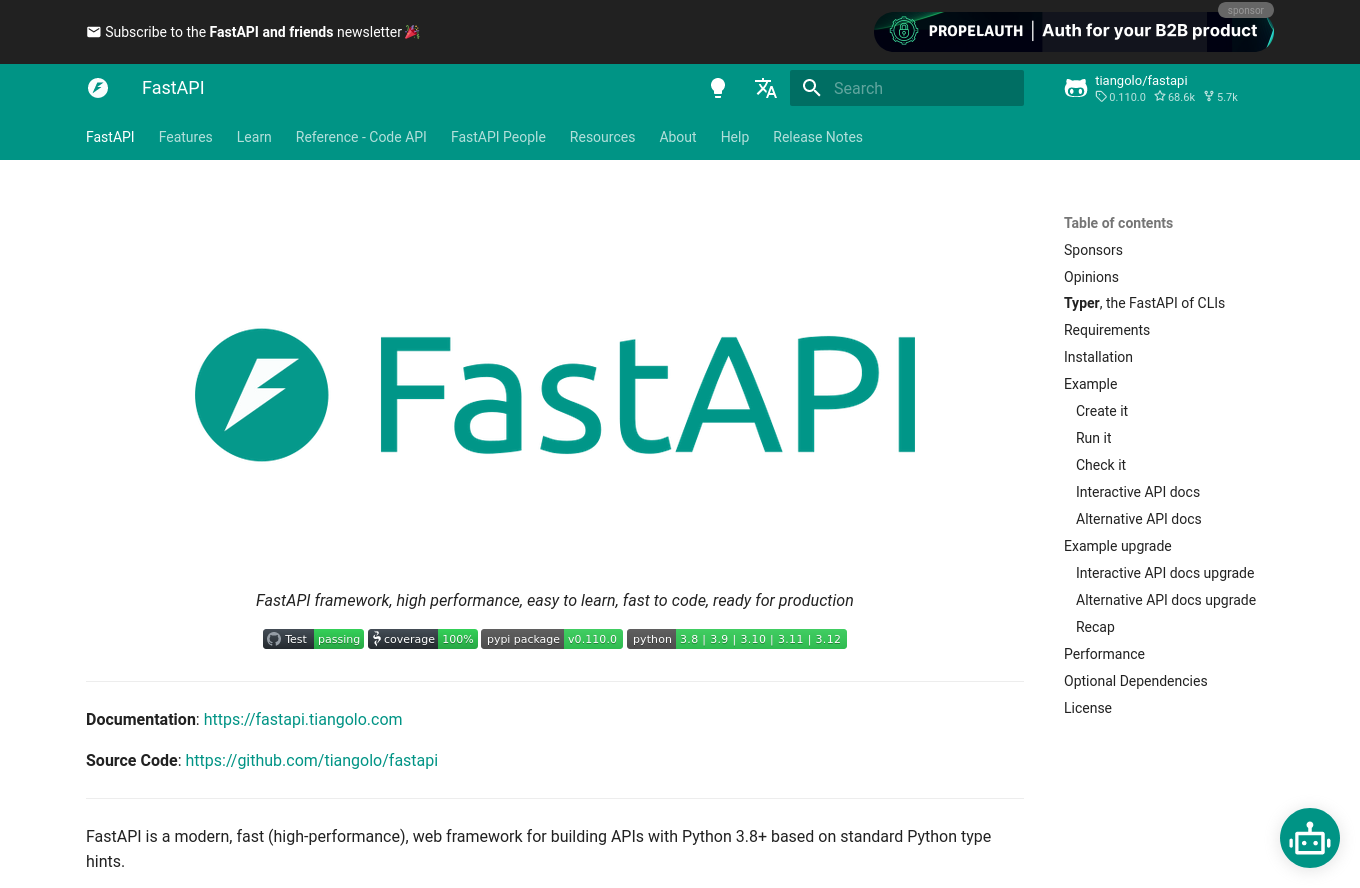 Subscribe to the FastAPI and friends newsletter
sponsor
PROPELAUTH | Auth for your B2B product
FastAPI
Search
tiangolo/fastapi
0.110.0 68.6k 5.7k
FastAPI Features Learn Reference - Code API FastAPI People Resources About Help Release Notes
FastAPI
FastAPI framework, high performance, easy to learn, fast to code, ready for production
Test passing coverage 100% pypi package v0.110.0 python 3.8 | 3.9 | 3.10 | 3.11 | 3.12
Documentation: https://fastapi.tiangolo.com
Source Code: https://github.com/tiangolo/fastapi
FastAPI is a modern, fast (high-performance), web framework for building APIs with Python 3.8+ based on standard Python type
hints.
Table of contents
Sponsors
Opinions
Typer, the FastAPI of CLIs
Requirements
Installation
Example
Create it
Run it
Check it
Interactive API docs
Alternative API docs
Example upgrade
Interactive API docs upgrade
Alternative API docs upgrade
Recap
Performance
Optional Dependencies
License